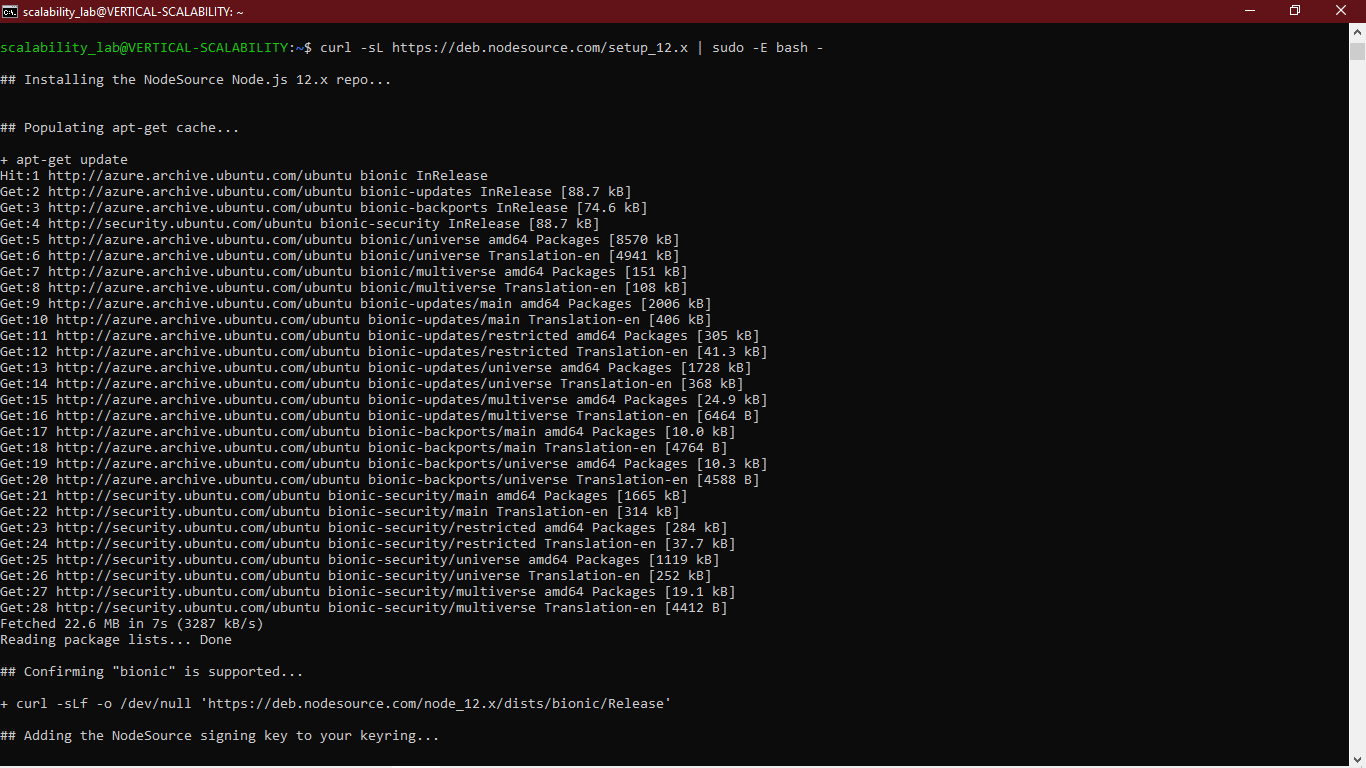 scalability_lab@VERTICAL-SCALABILITY: ~
scalability_lab@VERTICAL-SCALABILITY:~$ curl -sL https://deb.nodesource.com/setup_12.x | sudo -E bash -
## Installing the NodeSource Node.js 12.x repo...
## Populating apt-get cache...
+ apt-get update
Hit:1 http://azure.archive.ubuntu.com/ubuntu bionic InRelease
Get:2 http://azure.archive.ubuntu.com/ubuntu bionic-updates InRelease [88.7 kB]
Get:3 http://azure.archive.ubuntu.com/ubuntu bionic-backports InRelease [74.6 kB]
Get:4 http://security.ubuntu.com/ubuntu bionic-security InRelease [88.7 kB]
Get:5 http://azure.archive.ubuntu.com/ubuntu bionic/universe amd64 Packages [8570 kB]
Get:6 http://azure.archive.ubuntu.com/ubuntu bionic/universe Translation-en [4941 kB]
Get:7 http://azure.archive.ubuntu.com/ubuntu bionic/multiverse amd64 Packages [151 kB]
Get:8 http://azure.archive.ubuntu.com/ubuntu bionic/multiverse Translation-en [108 kB]
Get:9 http://azure.archive.ubuntu.com/ubuntu bionic-updates/main amd64 Packages [2006 kB]
Get:10 http://azure.archive.ubuntu.com/ubuntu bionic-updates/main Translation-en [406 kB]
Get:11 http://azure.archive.ubuntu.com/ubuntu bionic-updates/restricted amd64 Packages [305 kB]
Get:12 http://azure.archive.ubuntu.com/ubuntu bionic-updates/restricted Translation-en [41.3 kB]
Get:13 http://azure.archive.ubuntu.com/ubuntu bionic-updates/universe amd64 Packages [1728 kB]
Get:14 http://azure.archive.ubuntu.com/ubuntu bionic-updates/universe Translation-en [368 kB]
Get:15 http://azure.archive.ubuntu.com/ubuntu bionic-updates/multiverse amd64 Packages [24.9 kB]
Get:16 http://azure.archive.ubuntu.com/ubuntu bionic-updates/multiverse Translation-en [6464 B]
Get:17 http://azure.archive.ubuntu.com/ubuntu bionic-backports/main amd64 Packages [10.0 kB]
Get:18 http://azure.archive.ubuntu.com/ubuntu bionic-backports/main Translation-en [4764 B]
Get:19 http://azure.archive.ubuntu.com/ubuntu bionic-backports/universe amd64 Packages [10.3 kB]
Get:20 http://azure.archive.ubuntu.com/ubuntu bionic-backports/universe Translation-en [4588 B]
Get:21 http://security.ubuntu.com/ubuntu bionic-security/main amd64 Packages [1665 kB]
Get:22 http://security.ubuntu.com/ubuntu bionic-security/main Translation-en [314 kB]
Get:23 http://security.ubuntu.com/ubuntu bionic-security/restricted amd64 Packages [284 kB]
Get:24 http://security.ubuntu.com/ubuntu bionic-security/restricted Translation-en [37.7 kB]
Get:25 http://security.ubuntu.com/ubuntu bionic-security/universe amd64 Packages [1119 kB]
Get:26 http://security.ubuntu.com/ubuntu bionic-security/universe Translation-en [252 kB]
Get:27 http://security.ubuntu.com/ubuntu bionic-security/multiverse amd64 Packages [19.1 kB]
Get:28 http://security.ubuntu.com/ubuntu bionic-security/multiverse Translation-en [4412 B]
Fetched 22.6 MB in 7s (3287 kB/s)
Reading package lists... Done
## Confirming "bionic" is supported...
+ curl -sLf -o /dev/null 'https://deb.nodesource.com/node_12.x/dists/bionic/Release'
## Adding the NodeSource signing key to your keyring...